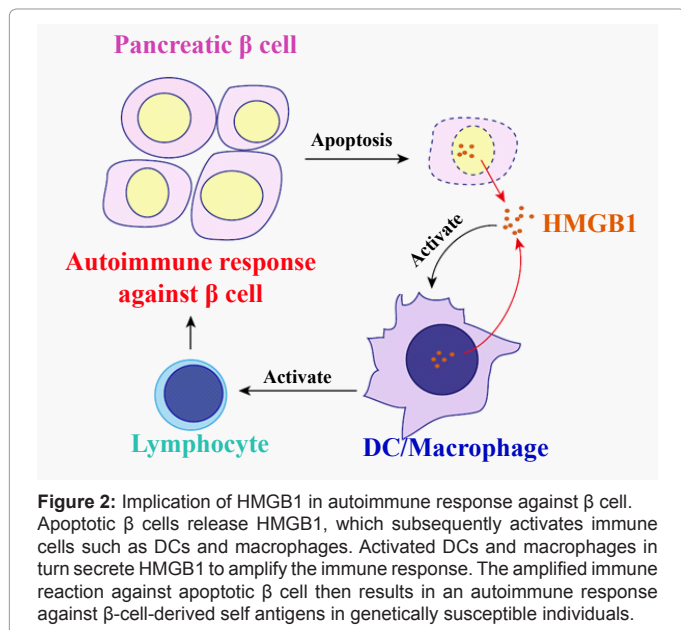 Pancreatic β cell
Apoptosis
HMGB1
Activate
Autoimmune response
against β cell
Activate
Lymphocyte
DC/Macrophage
Figure 2: Implication of HMGB1 in autoimmune response against β cell.
Apoptotic β cells release HMGB1, which subsequently activates immune
cells such as DCs and macrophages. Activated DCs and macrophages in
turn secrete HMGB1 to amplify the immune response. The amplified immune
reaction against apoptotic β cell then results in an autoimmune response
against β-cell-derived self antigens in genetically susceptible individuals.